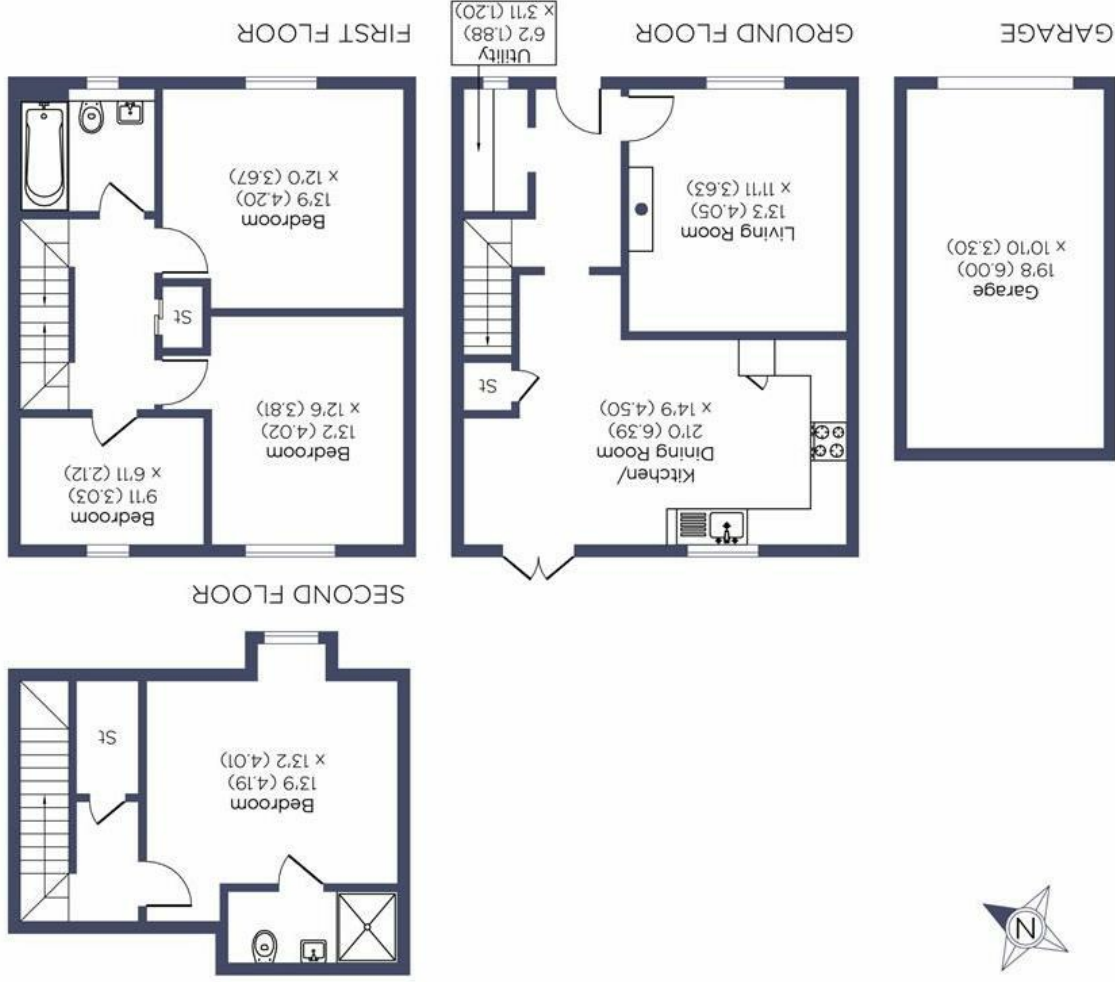 N
Bedroom
13'9 (4.19)
x 13'2 (4.01)
St
SECOND FLOOR
Garage
19'8 (6.00)
x 10'10 (3.30)
GARAGE
Kitchen/
Dining Room
21'0 (6.39)
x 14'9 (4.50)
St
Living Room
13'3 (4.05)
x 11'11 (3.63)
Utility
6'2 (1.88)
x 3'11 (1.20)
GROUND FLOOR
Bedroom
9'11 (3.03)
x 6'11 (2.12)
Bedroom
13'2 (4.02)
x 12'6 (3.81)
St
Bedroom
13'9 (4.20)
x 12'0 (3.67)
FIRST FLOOR